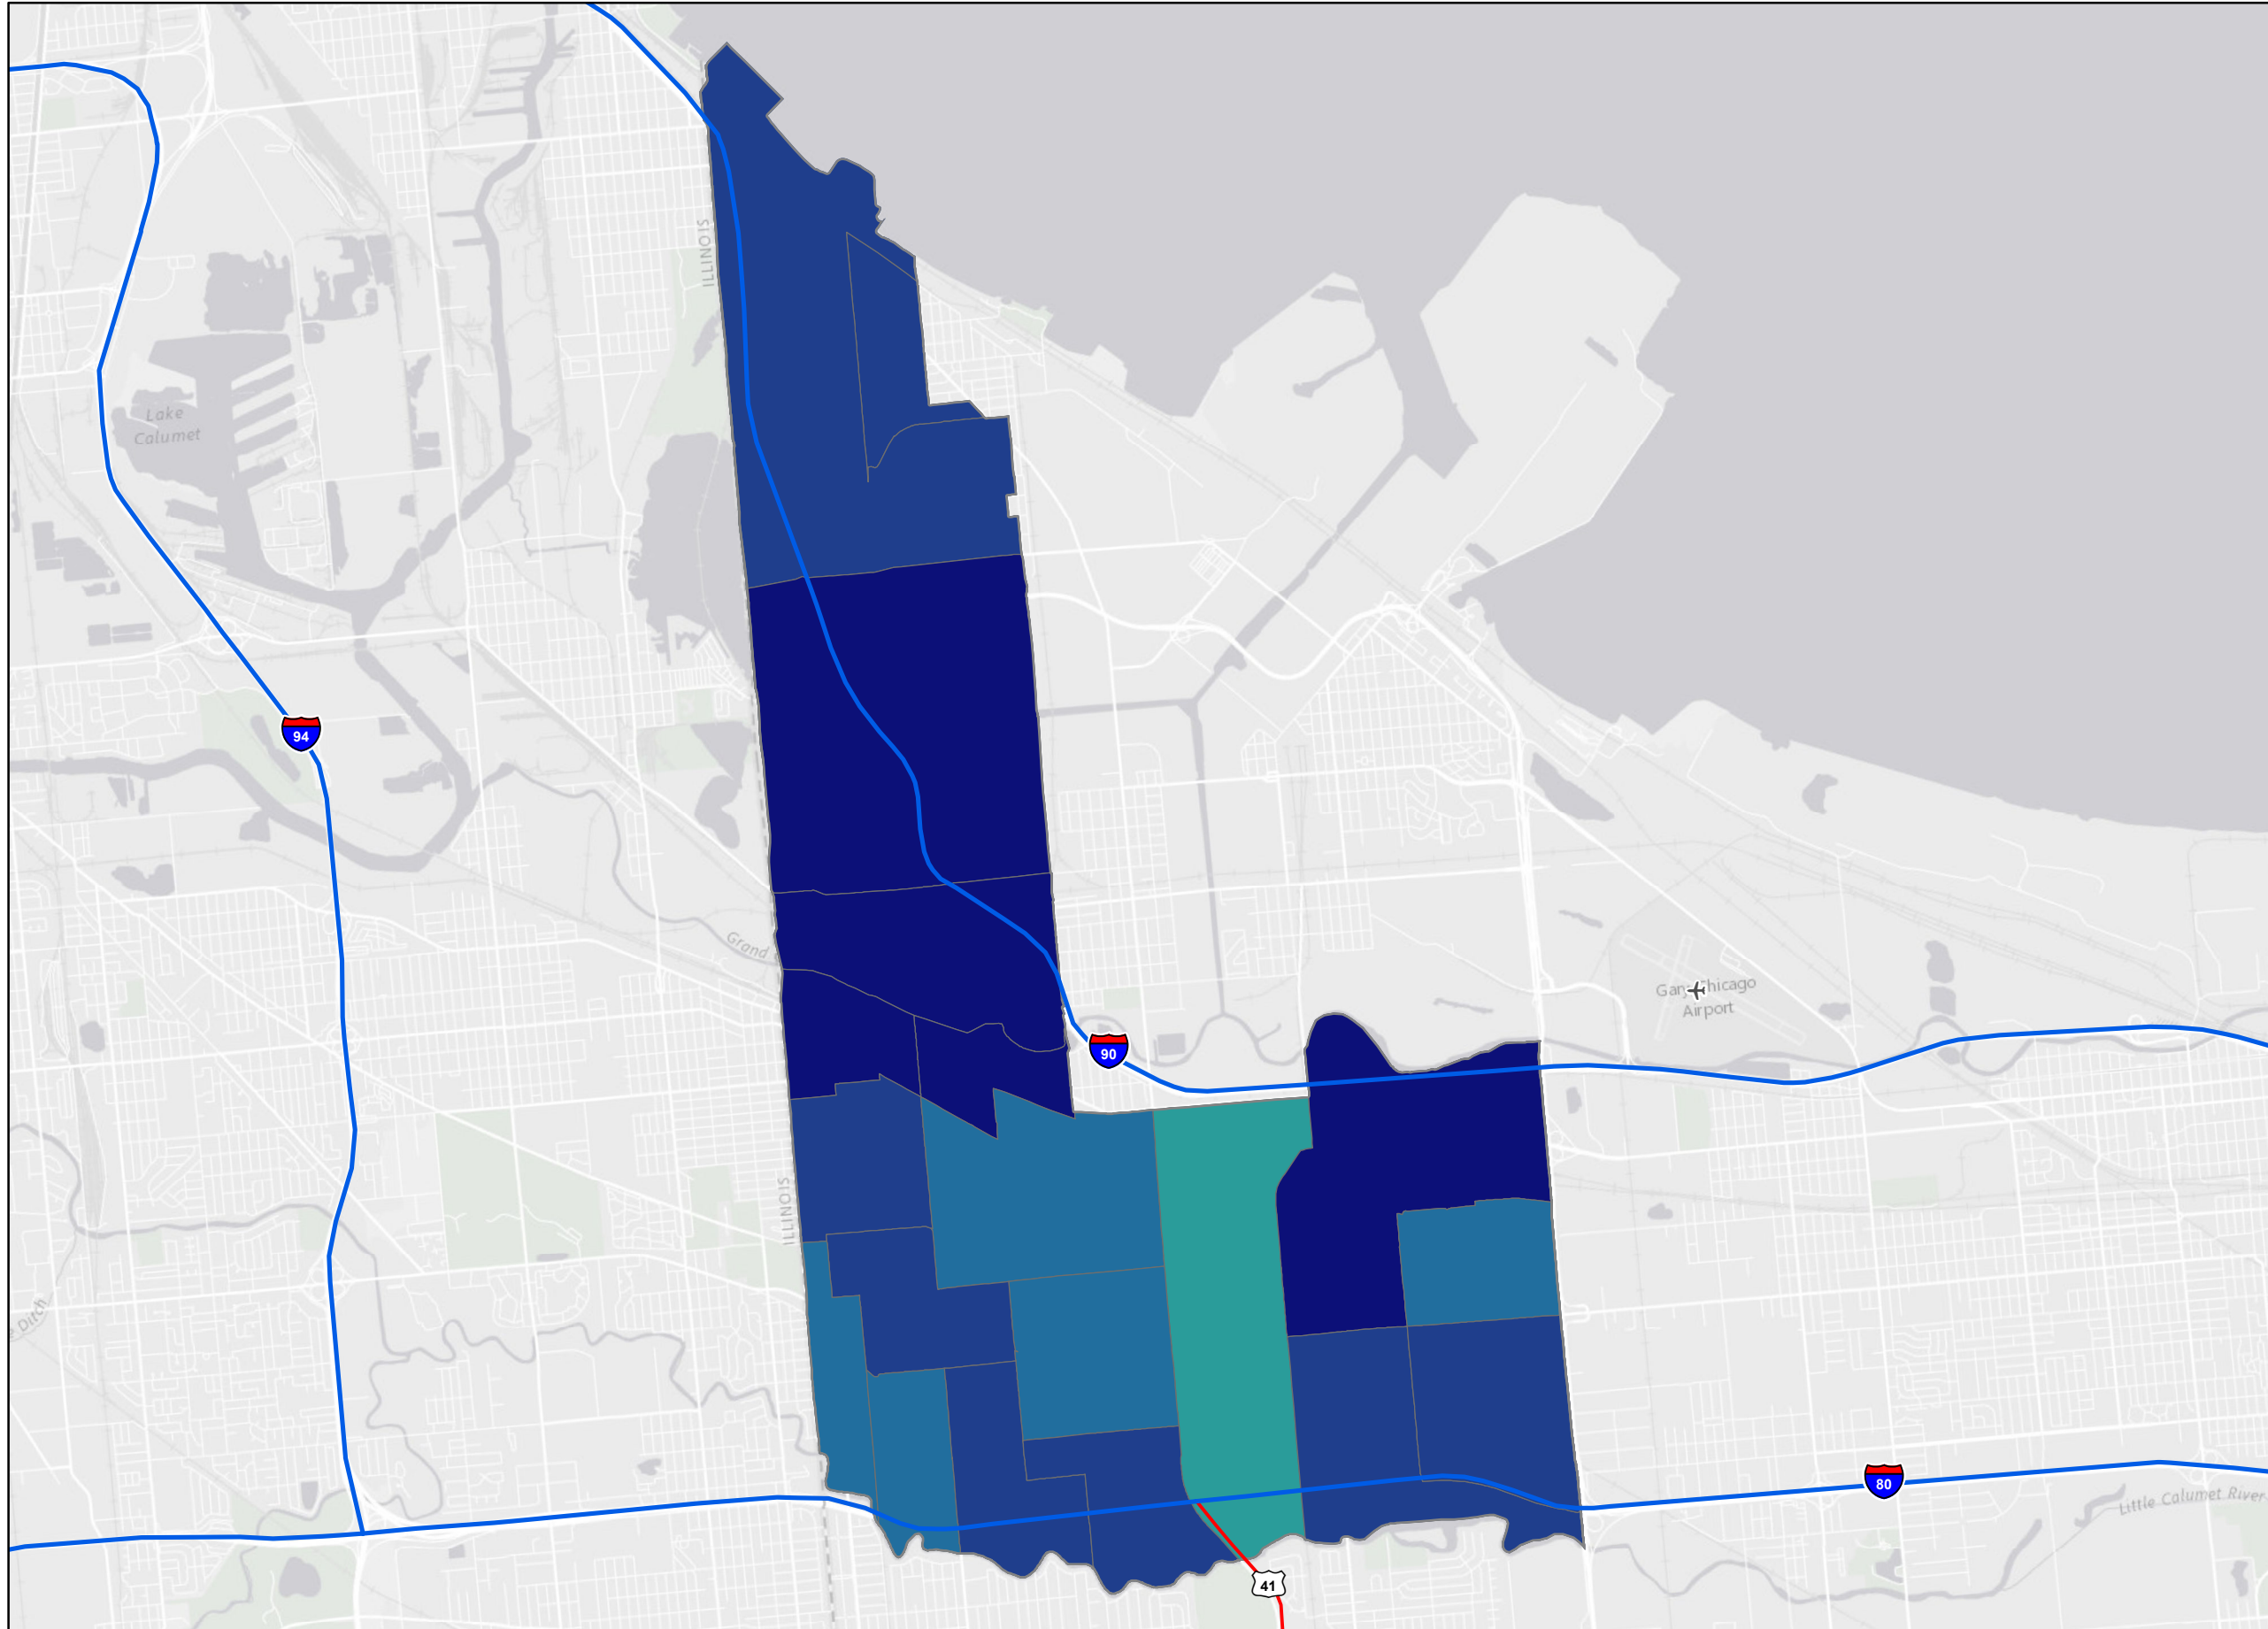 ILLINOIS
Lake
Calumet
94
Grand
Gary/Chicago
Airport
90
ILLINOIS
e Ditch
80
Little Calumet River
41